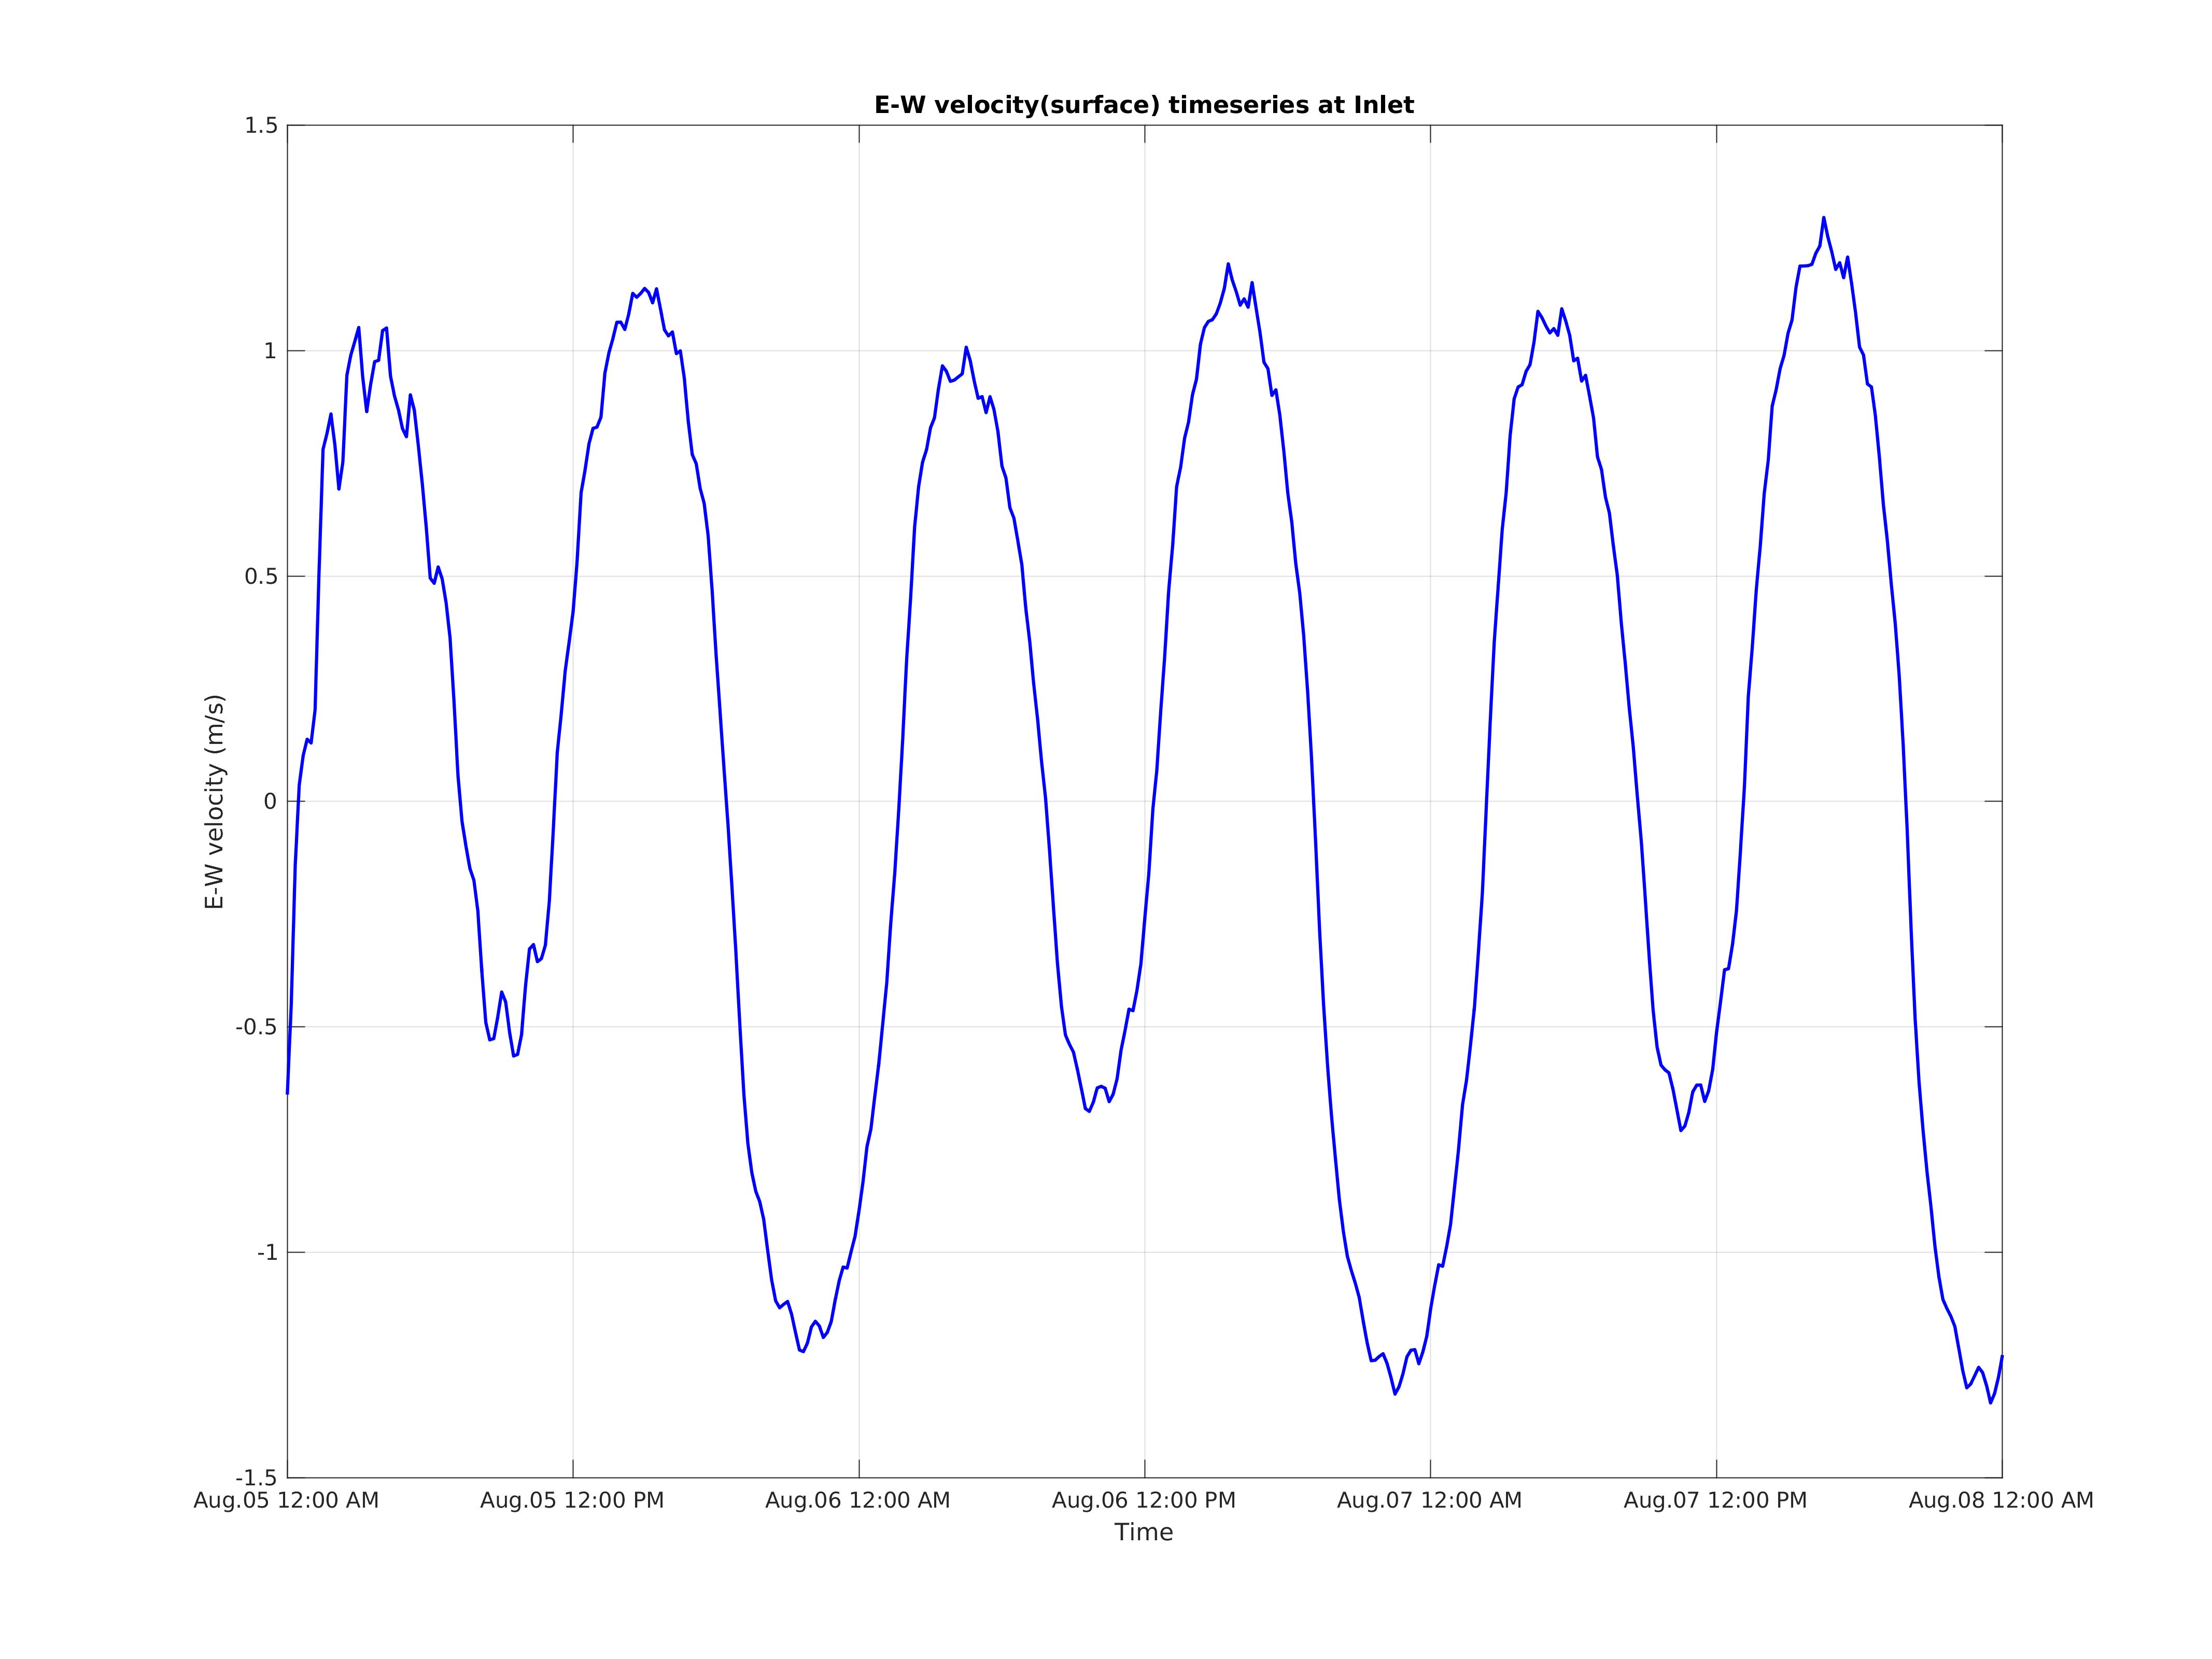 E-W velocity(surface) timeseries at Inlet
1.5
1
0.5
0
-0.5
-1
-1.5
E-W velocity (m/s)
Aug.05 12:00 AM
Aug.05 12:00 PM
Aug.06 12:00 AM
Aug.06 12:00 PM
Aug.07 12:00 AM
Aug.07 12:00 PM
Aug.08 12:00 AM
Time